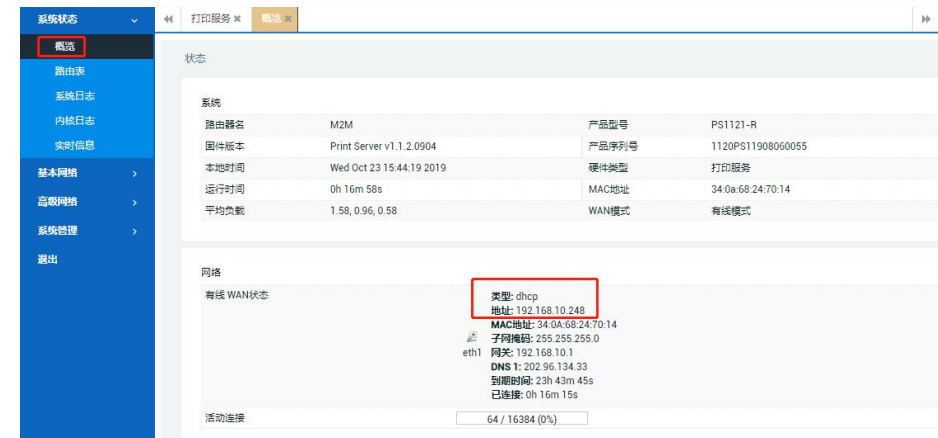 系统状态
概览
路由表
系统日志
内核日志
实时信息
基本网络
高级网络
系统管理
退出
打印服务 概览
状态
系统
路由器名 M2M 产品型号 PS1121-R
固件版本 Print Server v1.1.2.0904 产品序列号 1120PS11908060055
本地时间 Wed Oct 23 15:44:19 2019 硬件类型 打印服务
运行时间 0h 16m 58s MAC地址 34:0a:68:24:70:14
平均负载 1.58, 0.96, 0.58 WAN模式 有线模式
网络
有线 WAN状态
类型: dhcp
地址: 192.168.10.248
MAC地址: 34:0A:68:24:70:14
子网掩码: 255.255.255.0
eth1 网关: 192.168.10.1
DNS 1: 202.96.134.33
到期时间: 23h 43m 45s
已连接: 0h 16m 15s
活动连接 64 / 16384 (0%)